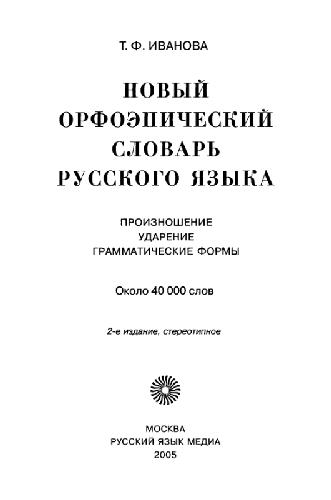 Т. Ф. ИВАНОВА
НОВЫЙ
ОРФОЭПИЧЕСКИЙ
СЛОВАРЬ
РУССКОГО ЯЗЫКА
ПРОИЗНОШЕНИЕ
УДАРЕНИЕ
ГРАММАТИЧЕСКИЕ ФОРМЫ
Около 40 000 слов
2-е издание, стереотипное
МОСКВА
РУССКИЙ ЯЗЫК МЕДИА
2005